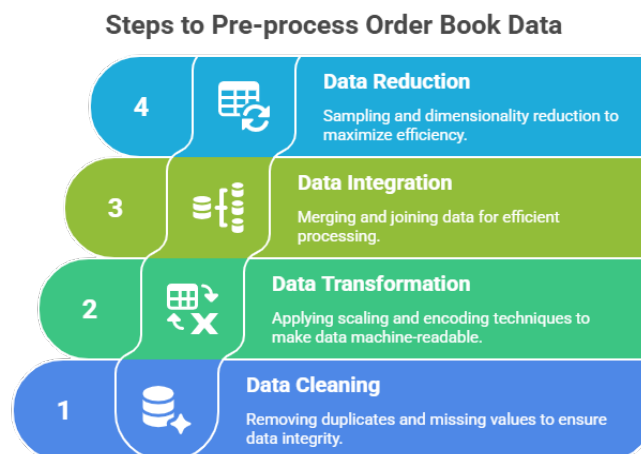 Steps to Pre-process Order Book Data
4
Data Reduction
Sampling and dimensionality reduction to
maximize efficiency.
3
Data Integration
Merging and joining data for efficient
processing.
2
Data Transformation
Applying scaling and encoding techniques to
make data machine-readable.
1
Data Cleaning
Removing duplicates and missing values to ensure
data integrity.